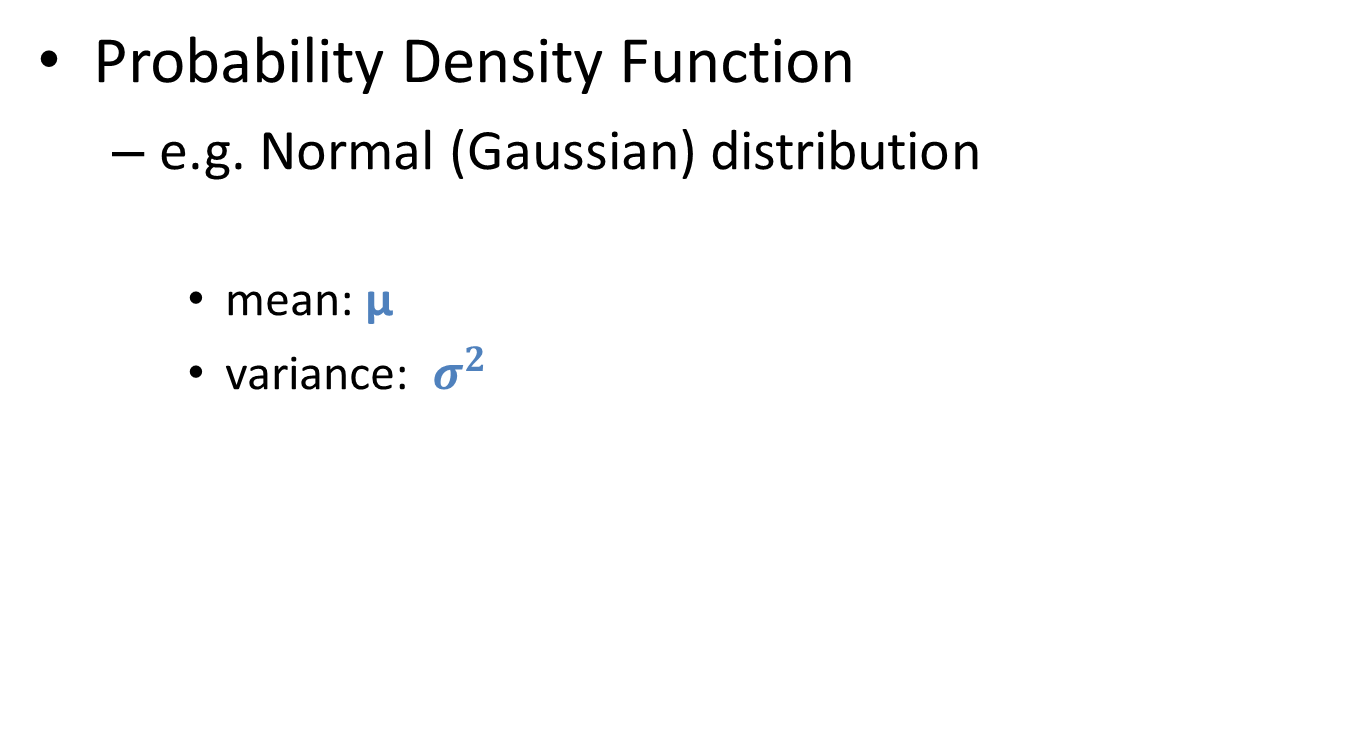 • Probability Density Function
– e.g. Normal (Gaussian) distribution
• mean: μ
• variance: σ²